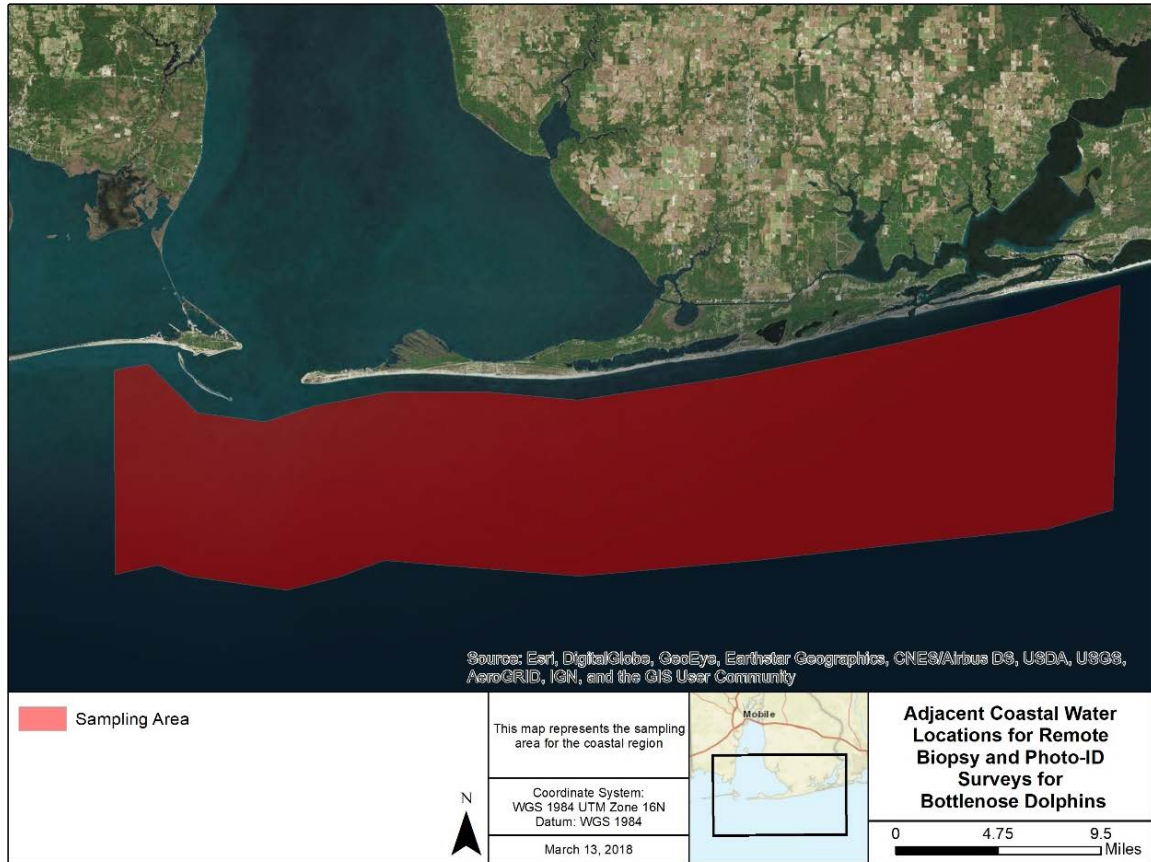 Source: Esri, DigitalGlobe, GeoEye, Earthstar Geographics, CNES/Airbus DS, USDA, USGS,
AeroGRID, IGN, and the GIS User Community
Sampling Area
N
This map represents the sampling
area for the coastal region
Coordinate System:
WGS 1984 UTM Zone 16N
Datum: WGS 1984
March 13, 2018
Mobile
Adjacent Coastal Water
Locations for Remote
Biopsy and Photo-ID
Surveys for
Bottlenose Dolphins
0 4.75 9.5
Miles